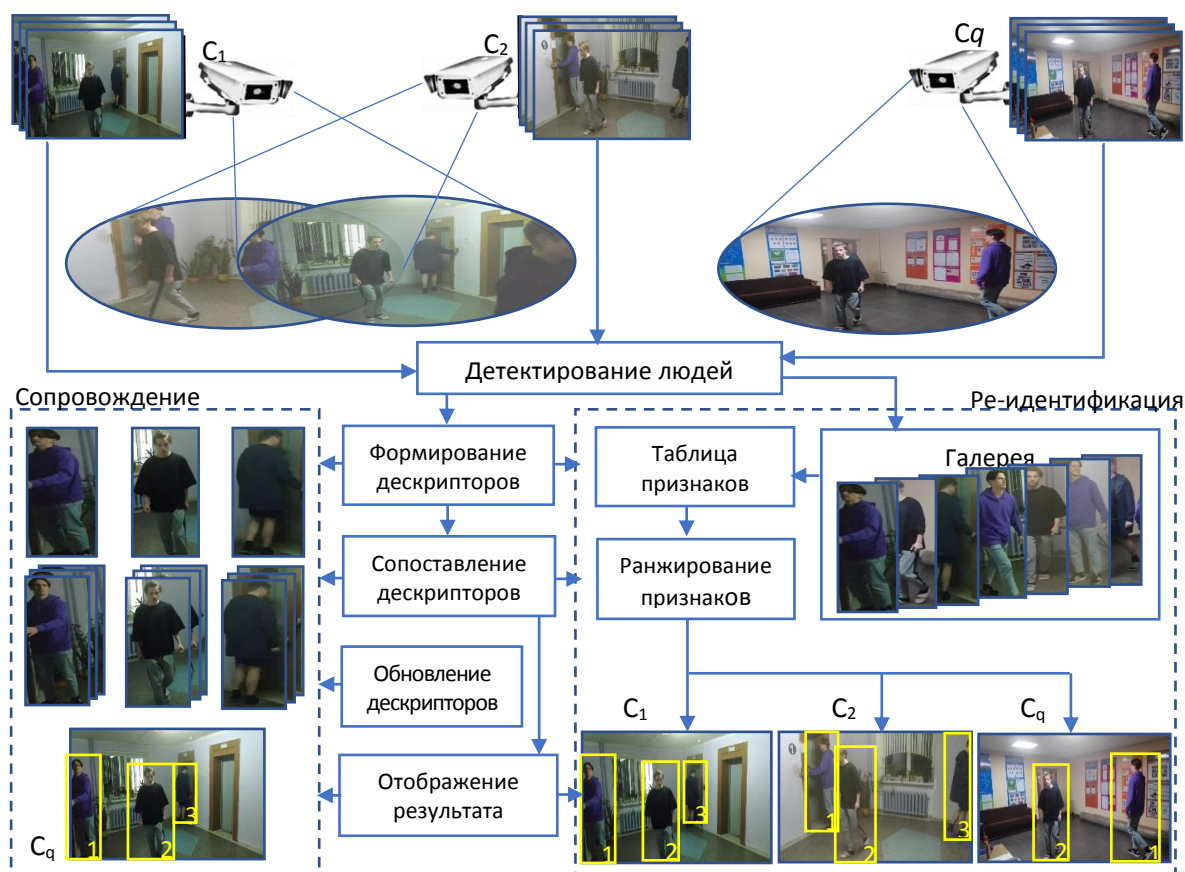 C1
C2
Cq
Детектирование людей
Сопровождение
Ре-идентификация
Формирование
дескрипторов
Таблица
признаков
Галерея
Сопоставление
дескрипторов
Ранжирование
признаков
Обновление
дескрипторов
C1
C2
Cq
Отображение
результата
Cq
1
2
3
1
2
3
1
2
3
2
1